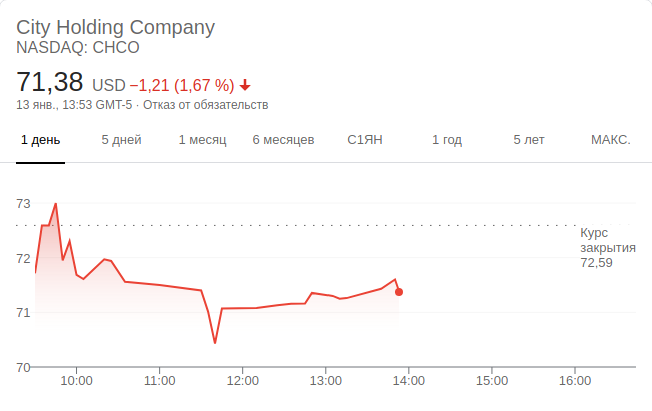 City Holding Company
NASDAQ: CHCO
71,38 USD −1,21 (1,67 %)
13 янв., 13:53 GMT-5 · Отказ от обязательств
1 день 5 дней 1 месяц 6 месяцев С1ЯН 1 год 5 лет МАКС.
73
Курс
закрытия
72
72,59
71
70
10:00 11:00 12:00 13:00 14:00 15:00 16:00